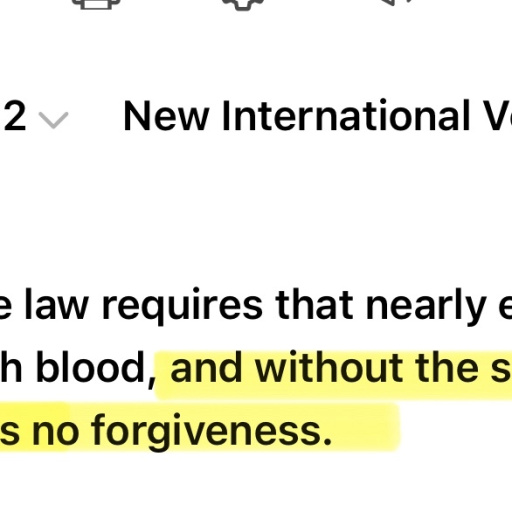 2 New International V
law requires that nearly
h blood, and without the s
s no forgiveness.